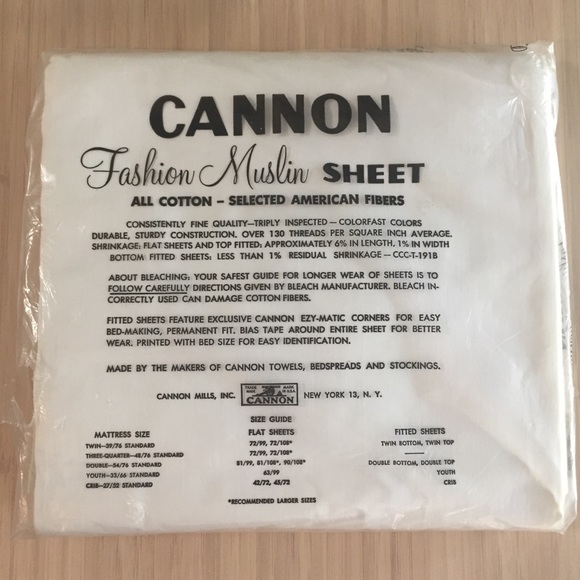 CANNON
Fashion Muslin SHEET
ALL COTTON – SELECTED AMERICAN FIBERS
CONSISTENTLY FINE QUALITY—TRIPLY INSPECTED — COLORFAST COLORS
DURABLE, STURDY CONSTRUCTION. OVER 130 THREADS PER SQUARE INCH AVERAGE.
SHRINKAGE: FLAT SHEETS AND TOP FITTED: APPROXIMATELY 6% IN LENGTH, 1% IN WIDTH
BOTTOM FITTED SHEETS: LESS THAN 1% RESIDUAL SHRINKAGE — CCC-T-191B
ABOUT BLEACHING: YOUR SAFEST GUIDE FOR LONGER WEAR OF SHEETS IS TO
FOLLOW CAREFULLY DIRECTIONS GIVEN BY BLEACH MANUFACTURER. BLEACH IN-
CORRECTLY USED CAN DAMAGE COTTON FIBERS.
FITTED SHEETS FEATURE EXCLUSIVE CANNON EZY-MATIC CORNERS FOR EASY
BED-MAKING, PERMANENT FIT. BIAS TAPE AROUND ENTIRE SHEET FOR BETTER
WEAR. PRINTED WITH BED SIZE FOR EASY IDENTIFICATION.
MADE BY THE MAKERS OF CANNON TOWELS, BEDSPREADS AND STOCKINGS.
CANNON MILLS, INC. TRADE MARK MADE IN U.S.A. CANNON NEW YORK 13, N. Y.
SIZE GUIDE
MATTRESS SIZE FLAT SHEETS FITTED SHEETS
TWIN—39/76 STANDARD 72/99, 72/108* TWIN BOTTOM, TWIN TOP
THREE-QUARTER—48/76 STANDARD 72/99, 72/108* —
DOUBLE—54/76 STANDARD 81/99, 81/108*, 90/108* DOUBLE BOTTOM, DOUBLE TOP
YOUTH—33/66 STANDARD 63/99 YOUTH
CRIB—27/52 STANDARD 42/72, 45/72 CRIB
*RECOMMENDED LARGER SIZES